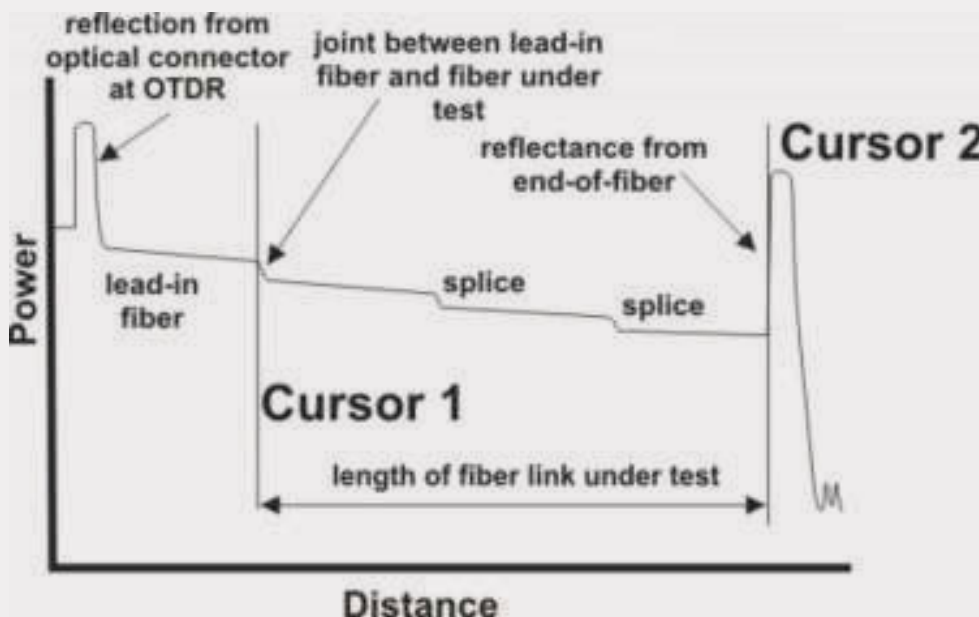 reflection from
optical connector
at OTDR
joint between lead-in
fiber and fiber under
test
reflectance from
end-of-fiber
Cursor 2
Power
lead-in
fiber
splice
splice
Cursor 1
length of fiber link under test
Distance